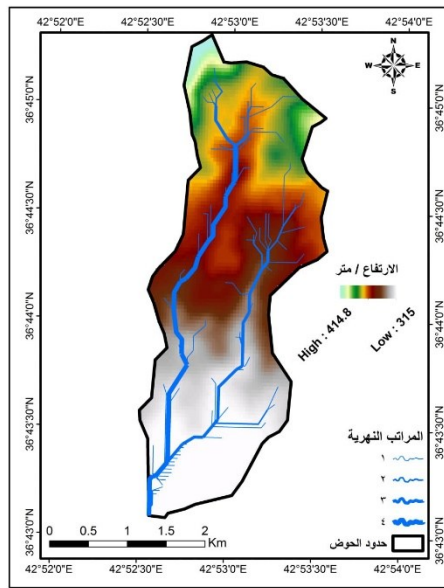 42°52'0"E 42°52'30"E 42°53'0"E 42°53'30"E 42°54'0"E
N
W E
S
36°45'0"N 36°45'0"N
36°44'30"N 36°44'30"N
الارتفاع / متر
High : 414.8 Low : 315
36°44'0"N 36°44'0"N
36°43'30"N 36°43'30"N
المراتب النهرية
١
٢
٣
٤
حدود الحوض
36°43'0"N 36°43'0"N
0 0.5 1 1.5 2
Km
42°52'0"E 42°52'30"E 42°53'0"E 42°53'30"E 42°54'0"E